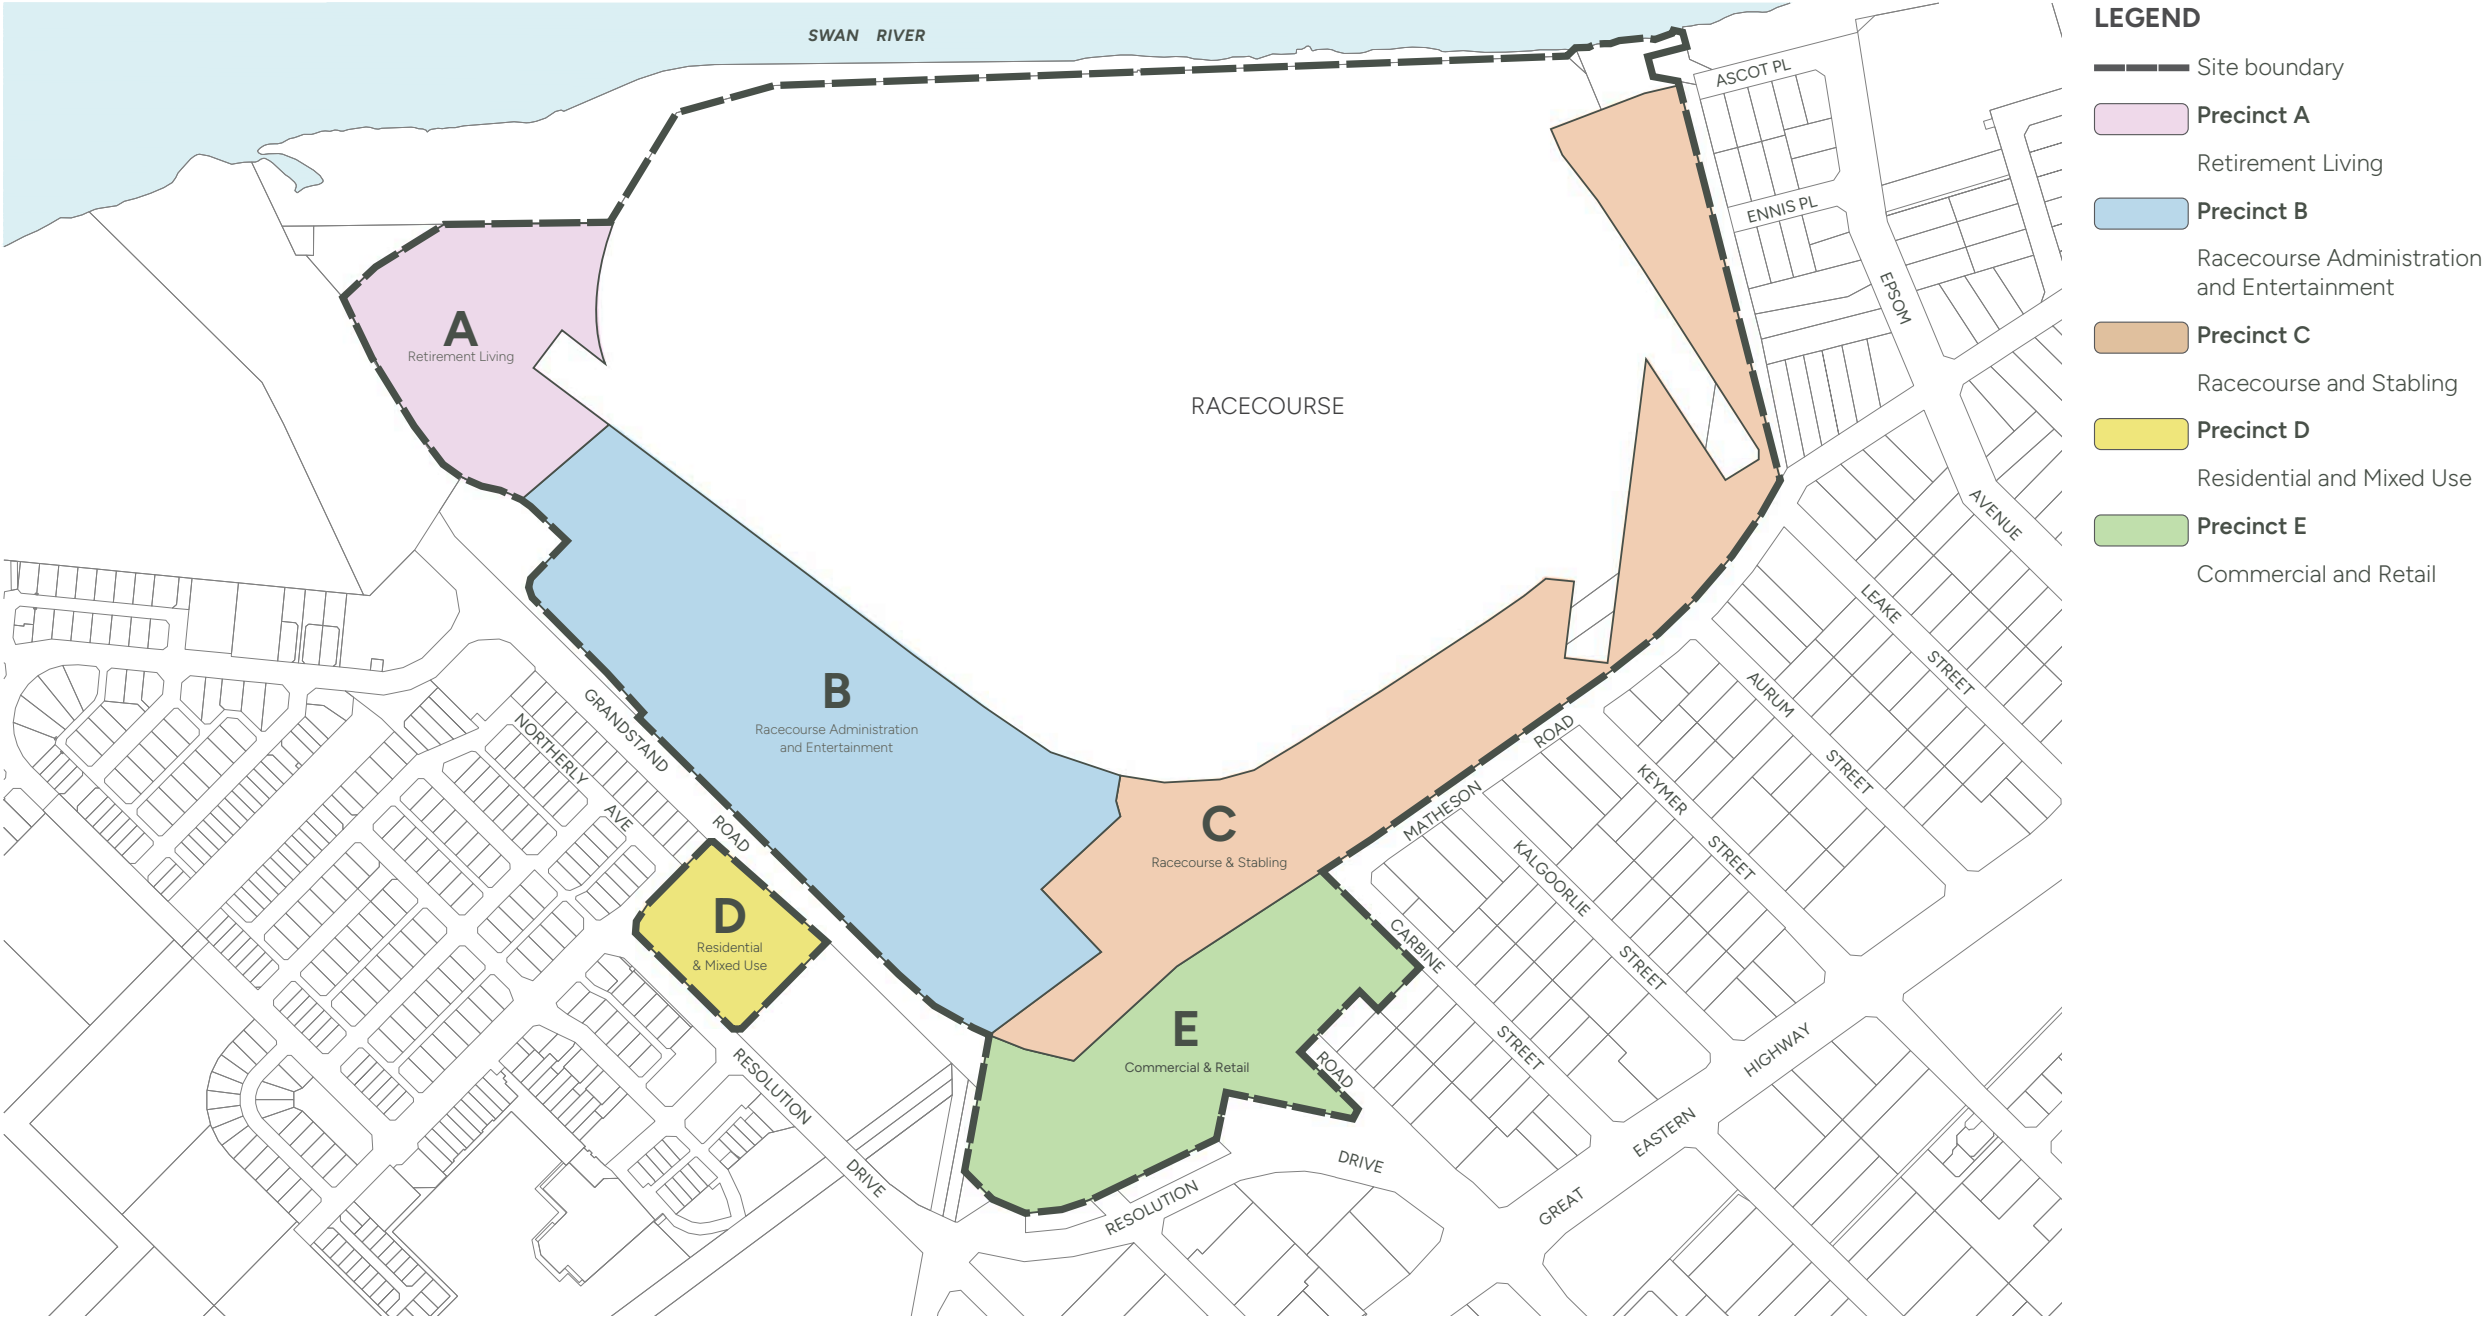 SWAN RIVER
ASCOT PL
ENNIS PL
EPSOM
AVENUE
A
Retirement Living
RACECOURSE
LEAKE
STREET
AURUM
STREET
B
Racecourse Administration
and Entertainment
GRANDSTAND
ROAD
NORTHERLY
AVE
C
Racecourse & Stabling
MATHESON
ROAD
KEYMER
STREET
KALGOORLIE
STREET
CARBINE
STREET
D
Residential
& Mixed Use
E
Commercial & Retail
ROAD
RESOLUTION
DRIVE
RESOLUTION
DRIVE
GREAT
EASTERN
HIGHWAY
LEGEND
Site boundary
Precinct A
Retirement Living
Precinct B
Racecourse Administration
and Entertainment
Precinct C
Racecourse and Stabling
Precinct D
Residential and Mixed Use
Precinct E
Commercial and Retail